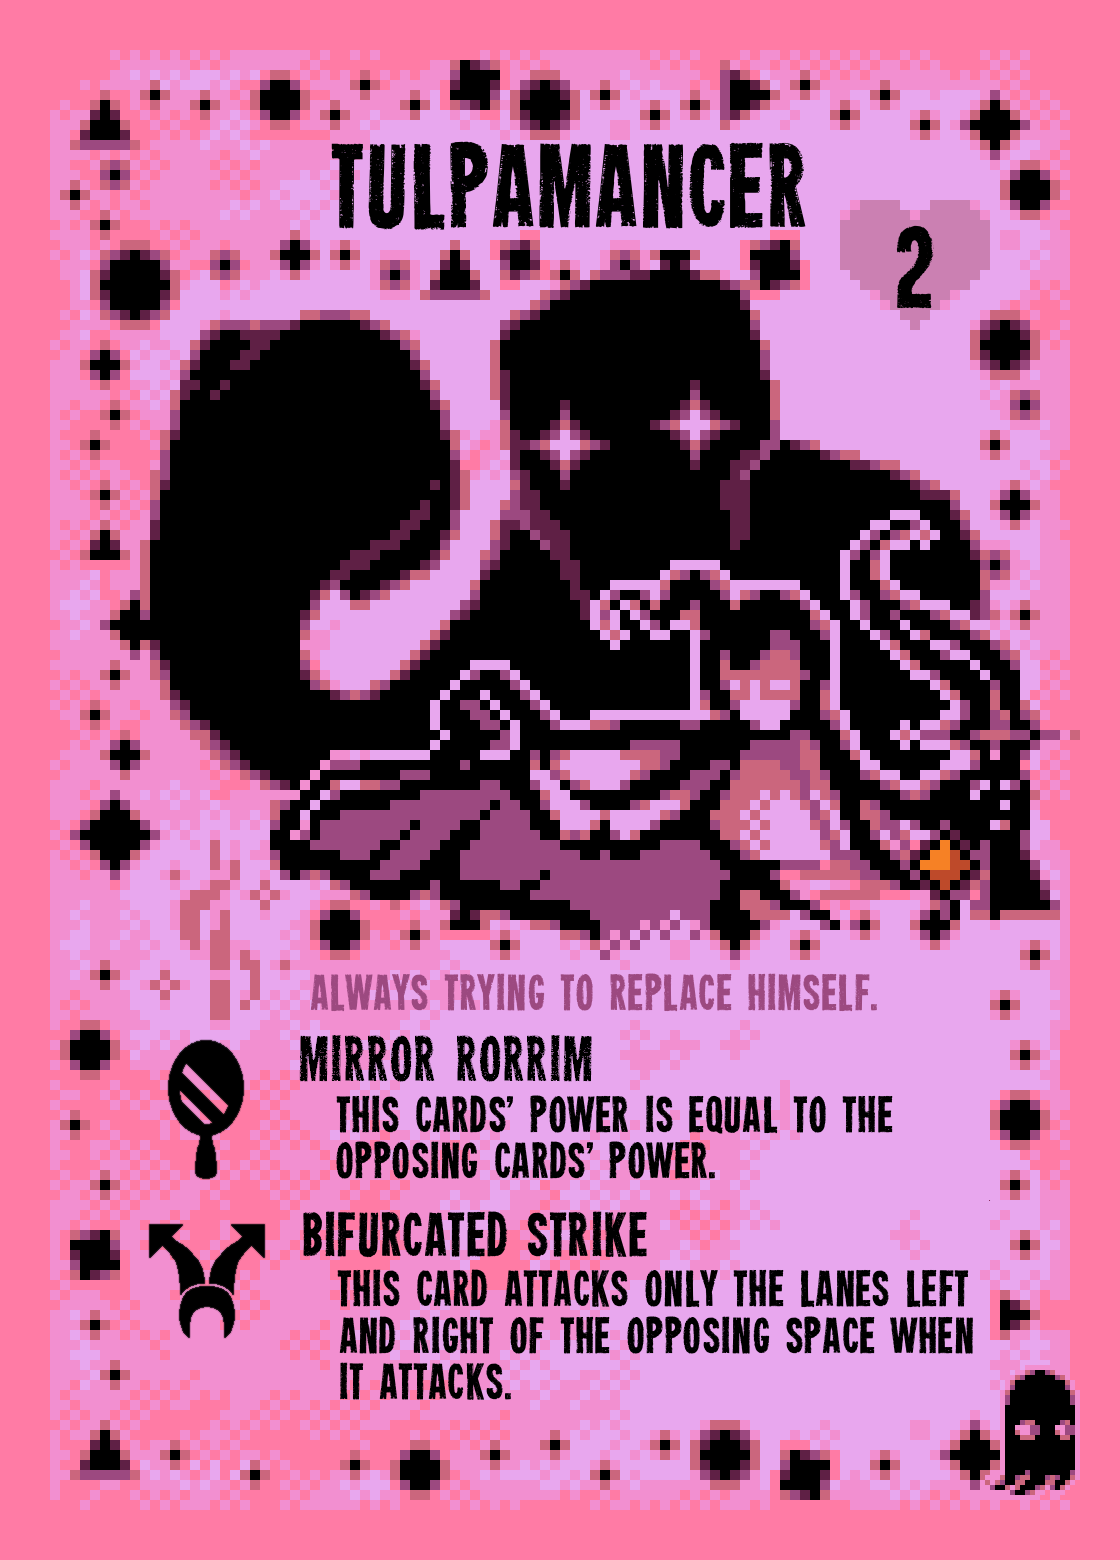 TULPAMANCER
2
ALWAYS TRYING TO REPLACE HIMSELF.
MIRROR RORRIM
THIS CARDS' POWER IS EQUAL TO THE
OPPOSING CARDS' POWER.
BIFURCATED STRIKE
THIS CARD ATTACKS ONLY THE LANES LEFT
AND RIGHT OF THE OPPOSING SPACE WHEN
IT ATTACKS.